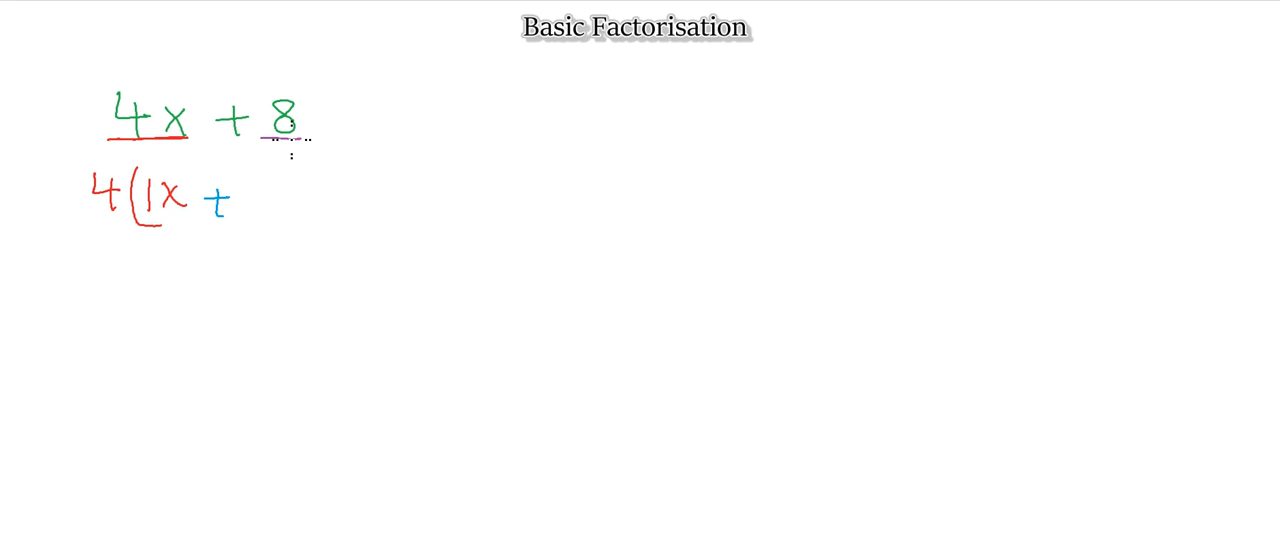 Basic Factorisation
4x + 8
4(1x +